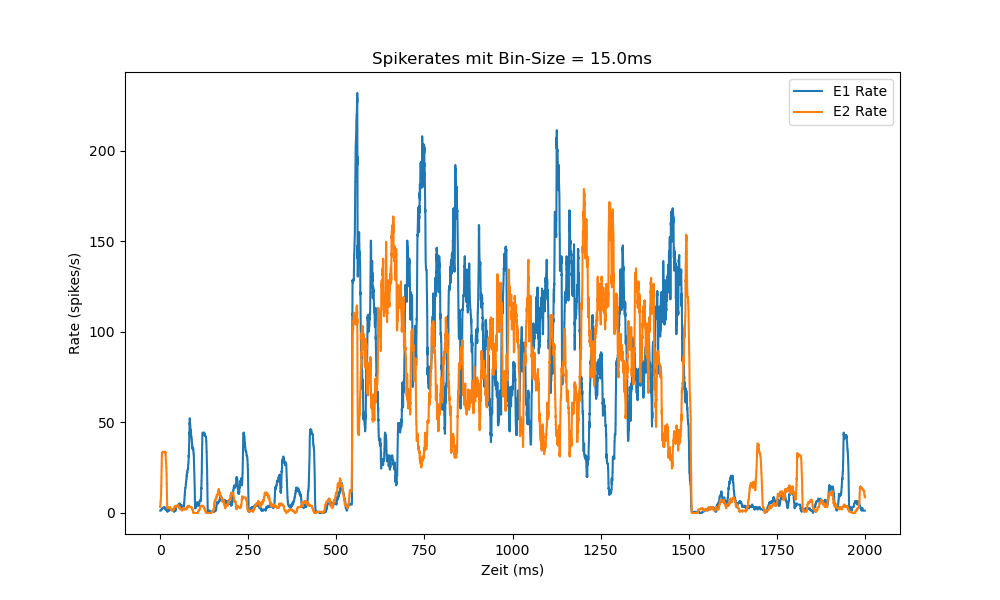 Spikerates mit Bin-Size = 15.0ms
E1 Rate
E2 Rate
Rate (spikes/s)
200
150
100
50
0
0 250 500 750 1000 1250 1500 1750 2000
Zeit (ms)